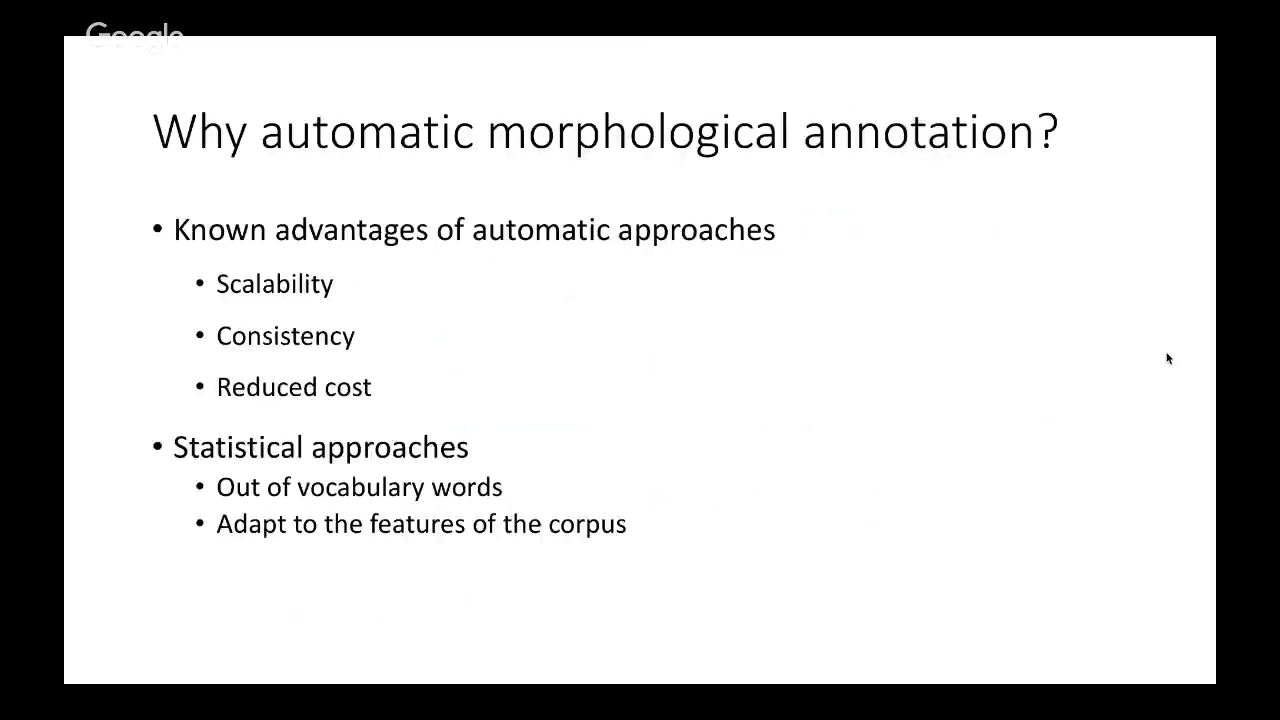 Google
Why automatic morphological annotation?
• Known advantages of automatic approaches
• Scalability
• Consistency
• Reduced cost
• Statistical approaches
• Out of vocabulary words
• Adapt to the features of the corpus